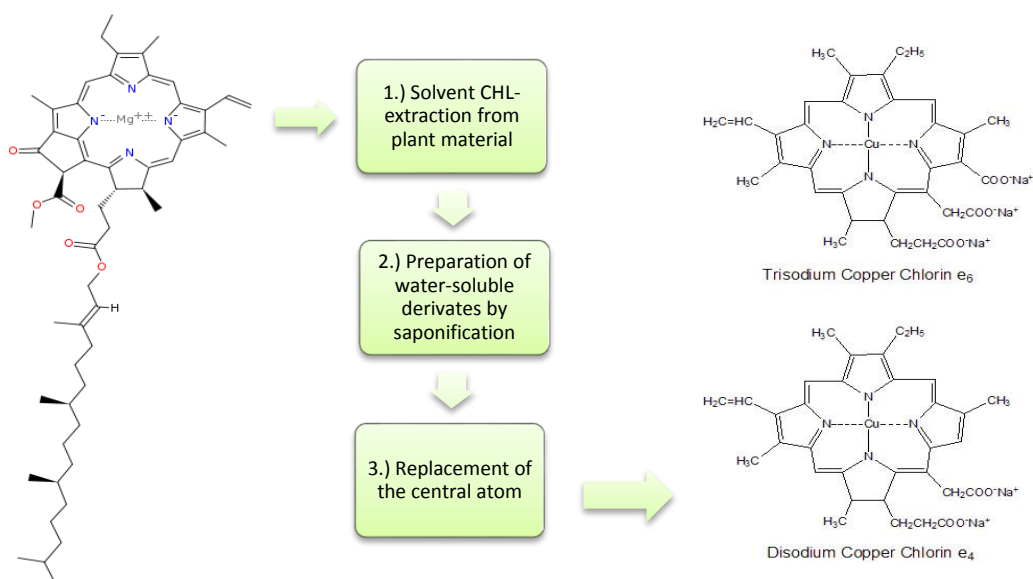 N
N-
Mg++
N-
N
O
O
O
O
O
H
1.) Solvent CHL-
extraction from
plant material
2.) Preparation of
water-soluble
derivates by
saponification
3.) Replacement of
the central atom
H₃C
C₂H₅
H₂C=HC
N
CH₃
N
Cu
N
H₃C
N
COO⁻Na⁺
CH₂COO⁻Na⁺
H₃C
CH₂CH₂COO⁻Na⁺
Trisodium Copper Chlorin e₆
H₃C
C₂H₅
H₂C=HC
N
CH₃
N
Cu
N
H₃C
N
CH₂COO⁻Na⁺
H₃C
CH₂CH₂COO⁻Na⁺
Disodium Copper Chlorin e₄